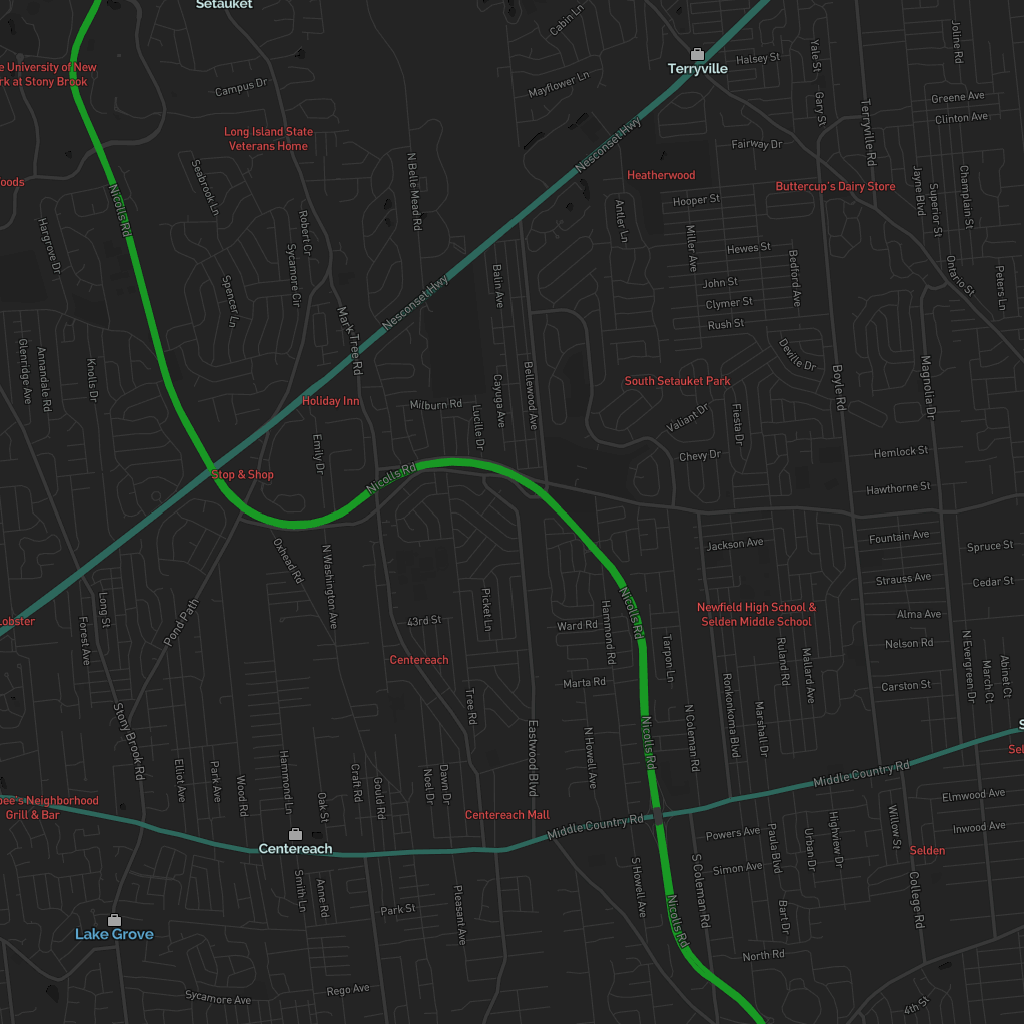 Setauket
Cabin Ln
Terryville
Halsey St
Yale St
Joline Rd
e University of New
rk at Stony Brook
Campus Dr
Mayflower Ln
Gary St
Greene Ave
Clinton Ave
Long Island State
Veterans Home
Nesconset Hwy
Fairway Dr
Terryville Rd
oods
Seabrook Ln
N Belle Mead Rd
Heatherwood
Buttercup's Dairy Store
Jayne Blvd
Superior St
Champlain St
Nicolls Rd
Hargrove Dr
Robert Cr
Sycamore Cir
Antler Ln
Hooper St
Miller Ave
Hewes St
Bedford Ave
Ontario St
Peters Ln
Spencer Ln
Nesconset Hwy
Balin Ave
John St
Clymer St
Rush St
Mark Tree Rd
Glenridge Ave
Annandale Rd
Knolls Dr
Deville Dr
Boyle Rd
Magnolia Dr
Holiday Inn
Milburn Rd
Lucille Dr
Cayuga Ave
Bellewood Ave
South Setauket Park
Valiant Dr
Fiesta Dr
Emily Dr
Chevy Dr
Hemlock St
Stop & Shop
Nicolls Rd
Hawthorne St
Oxhead Rd
N Washington Ave
Jackson Ave
Fountain Ave
Spruce St
Strauss Ave
Cedar St
Long St
Forest Ave
Pond Path
Picket Ln
43rd St
Ward Rd
Hammond Rd
Nicolls Rd
Newfield High School &
Selden Middle School
Alma Ave
lobster
Tarpon Ln
Ruland Rd
Mallard Ave
Nelson Rd
N Evergreen Dr
March Ct
Abinet Ct
Centereach
Marta Rd
Carston St
Tree Rd
Ronkonkoma Blvd
Marshall Dr
Stony Brook Rd
Eastwood Blvd
N Howell Ave
Nicolls Rd
N Coleman Rd
S
Sel
Elliot Ave
Park Ave
Wood Rd
Hammond Ln
Oak St
Craft Rd
Gould Rd
Noel Dr
Dawn Dr
Middle Country Rd
Elmwood Ave
bee's Neighborhood
Grill & Bar
Centereach Mall
Middle Country Rd
Powers Ave
Paula Blvd
Urban Dr
Highview Dr
Willow St
Inwood Ave
Centereach
Selden
Simon Ave
Smith Ln
Anne Rd
Park St
Pleasant Ave
S Howell Ave
S Coleman Rd
Nicolls Rd
Bart Dr
College Rd
Lake Grove
North Rd
Sycamore Ave
Rego Ave
4th St